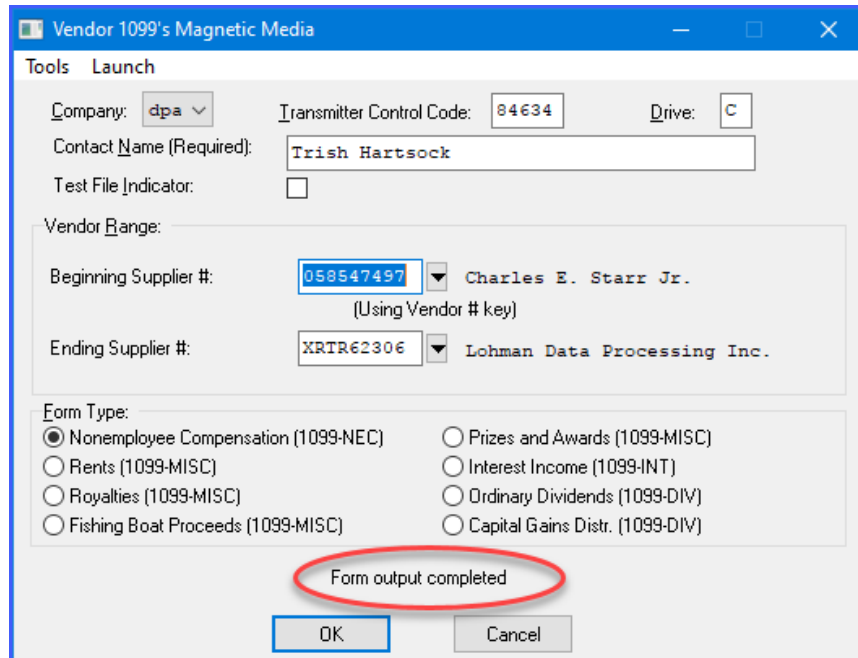 Vendor 1099's Magnetic Media
Tools Launch
Company: dpa Transmitter Control Code: 84634 Drive: C
Contact Name (Required): Trish Hartsock
Test File Indicator:
Vendor Range:
Beginning Supplier #: 058547497 Charles E. Starr Jr.
(Using Vendor # key)
Ending Supplier #: XRTR62306 Lohman Data Processing Inc.
Form Type:
Nonemployee Compensation (1099-NEC) Prizes and Awards (1099-MISC)
Rents (1099-MISC) Interest Income (1099-INT)
Royalties (1099-MISC) Ordinary Dividends (1099-DIV)
Fishing Boat Proceeds (1099-MISC) Capital Gains Distr. (1099-DIV)
Form output completed
OK Cancel